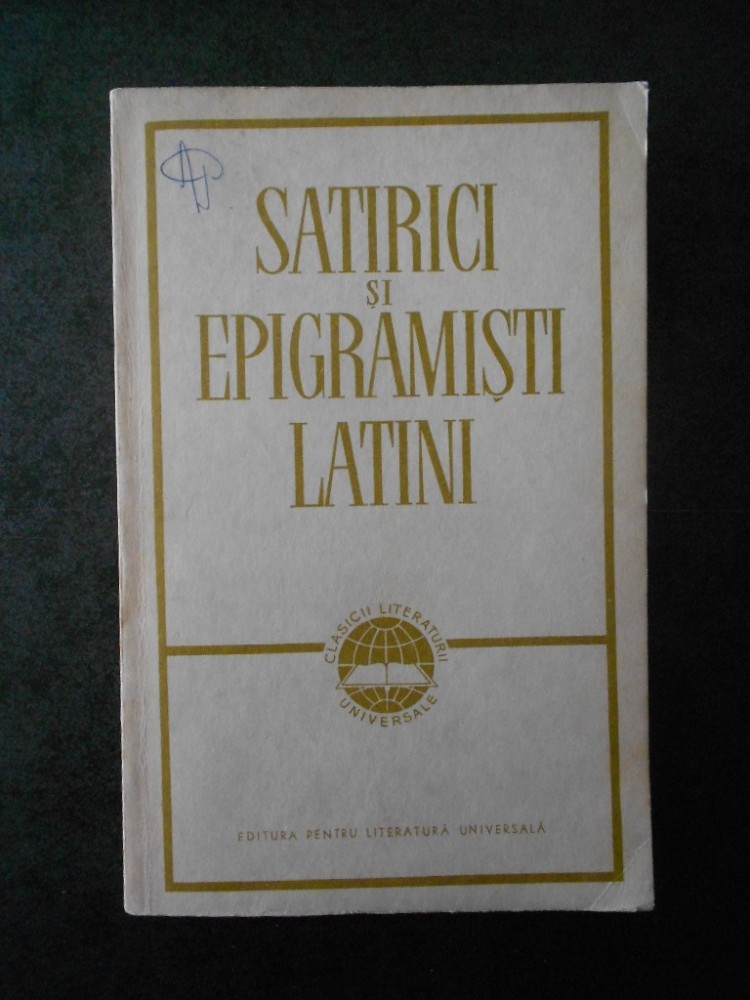 SATIRICI
ȘI
EPIGRAMIȘTI
LATINI
CLASICII LITERATURII
UNIVERSALE
EDITURA PENTRU LITERATURĂ UNIVERSALĂ